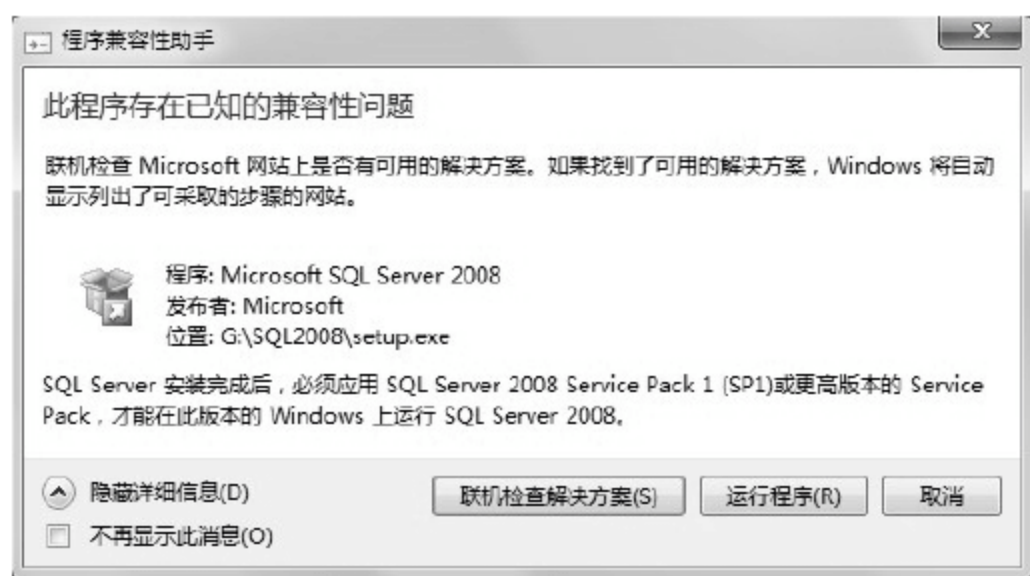 程序兼容性助手
此程序存在已知的兼容性问题
联机检查 Microsoft 网站上是否有可用的解决方案。如果找到了可用的解决方案，Windows 将自动
显示列出了可采取的步骤的网站。
程序: Microsoft SQL Server 2008
发布者: Microsoft
位置: G:\SQL2008\setup.exe
SQL Server 安装完成后，必须应用 SQL Server 2008 Service Pack 1 (SP1)或更高版本的 Service
Pack，才能在此版本的 Windows 上运行 SQL Server 2008。
隐藏详细信息(D)
联机检查解决方案(S)
运行程序(R)
取消
不再显示此消息(O)